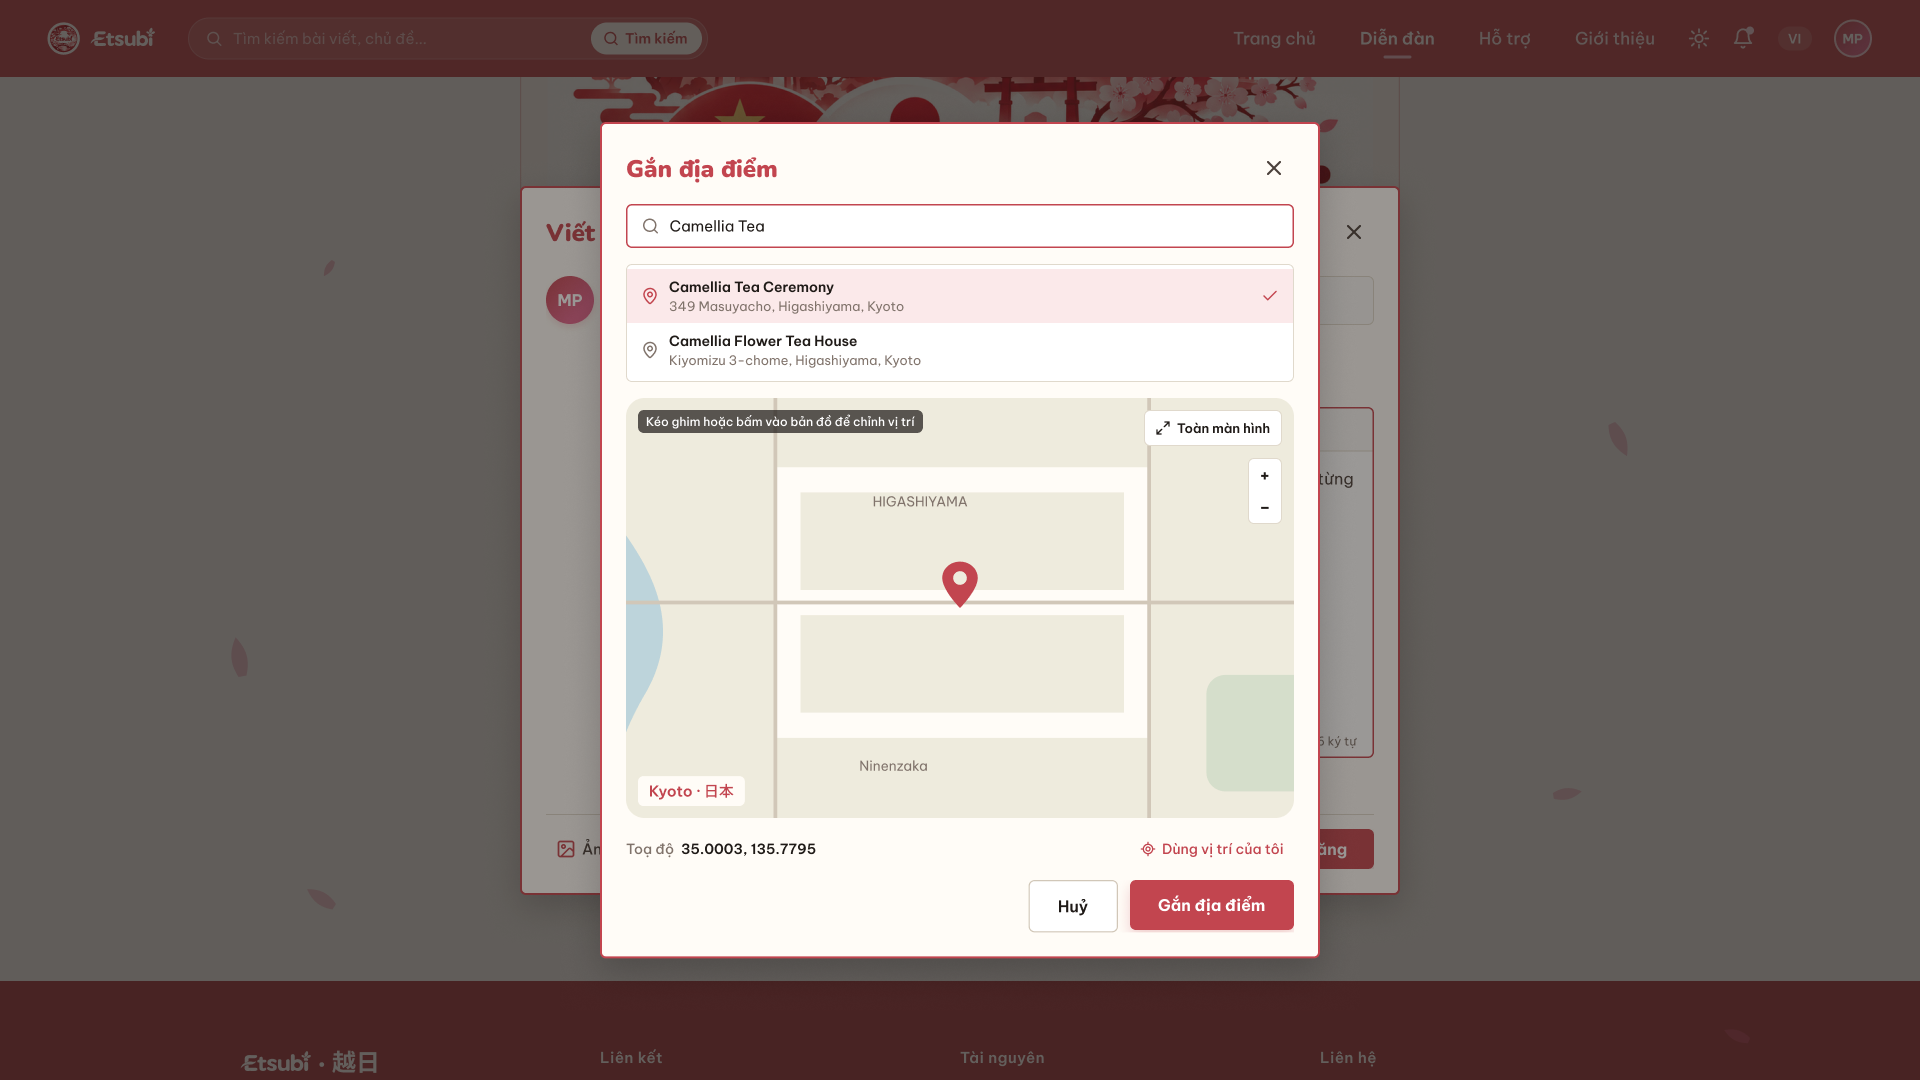 Etsubi
Tìm kiếm bài viết, chủ đề...
Tìm kiếm
Trang chủ
Diễn đàn
Hỗ trợ
Giới thiệu
VI
MP
Gắn địa điểm
Viết
Camellia Tea
MP
Camellia Tea Ceremony
349 Masuyacho, Higashiyama, Kyoto
Camellia Flower Tea House
Kiyomizu 3-chome, Higashiyama, Kyoto
Kéo ghim hoặc bấm vào bản đồ để chỉnh vị trí
Toàn màn hình
+
−
từng
HIGASHIYAMA
ký tự
Ninenzaka
Kyoto · 日本
Toạ độ 35.0003, 135.7795
Dùng vị trí của tôi
Huỷ
Gắn địa điểm
Etsubi · 越日
Liên kết
Tài nguyên
Liên hệ